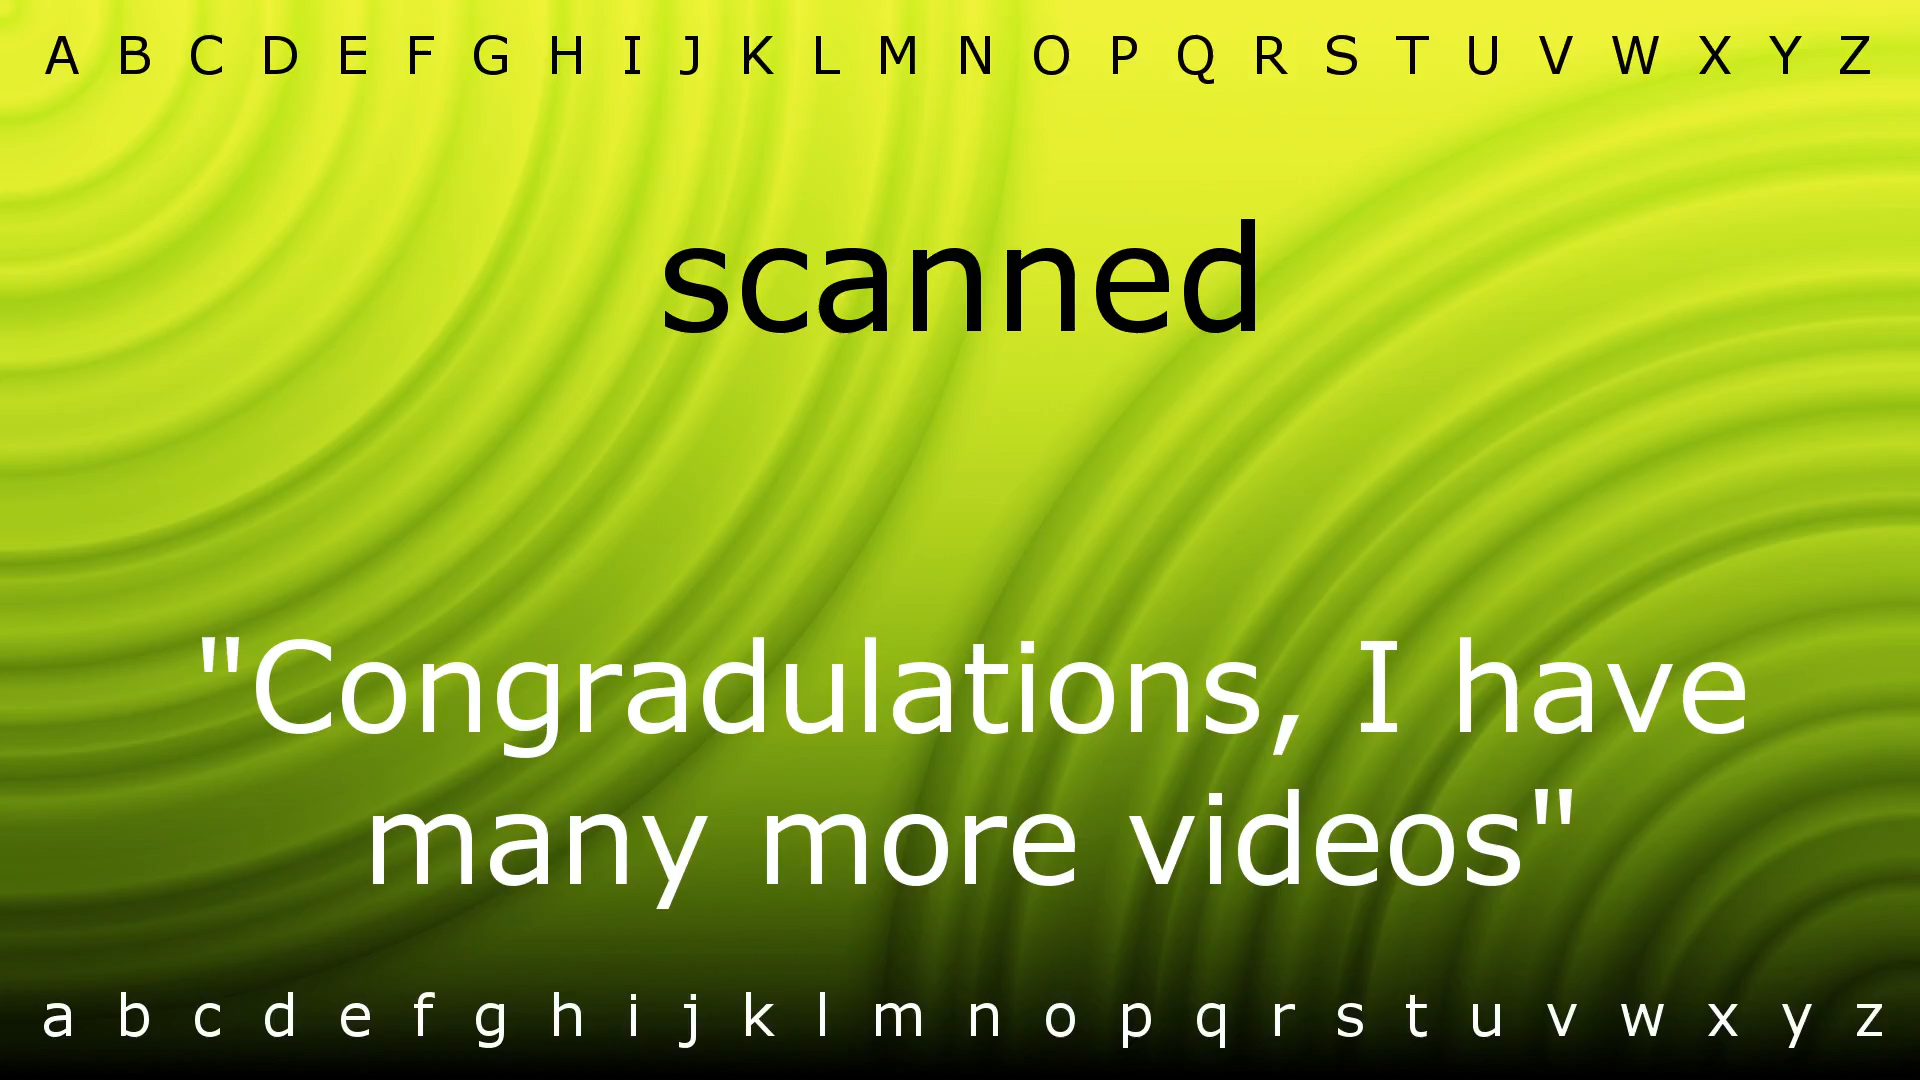 A B C D E F G H I J K L M N O P Q R S T U V W X Y Z
scanned
"Congradulations, I have
many more videos"
a b c d e f g h i j k l m n o p q r s t u v w x y z